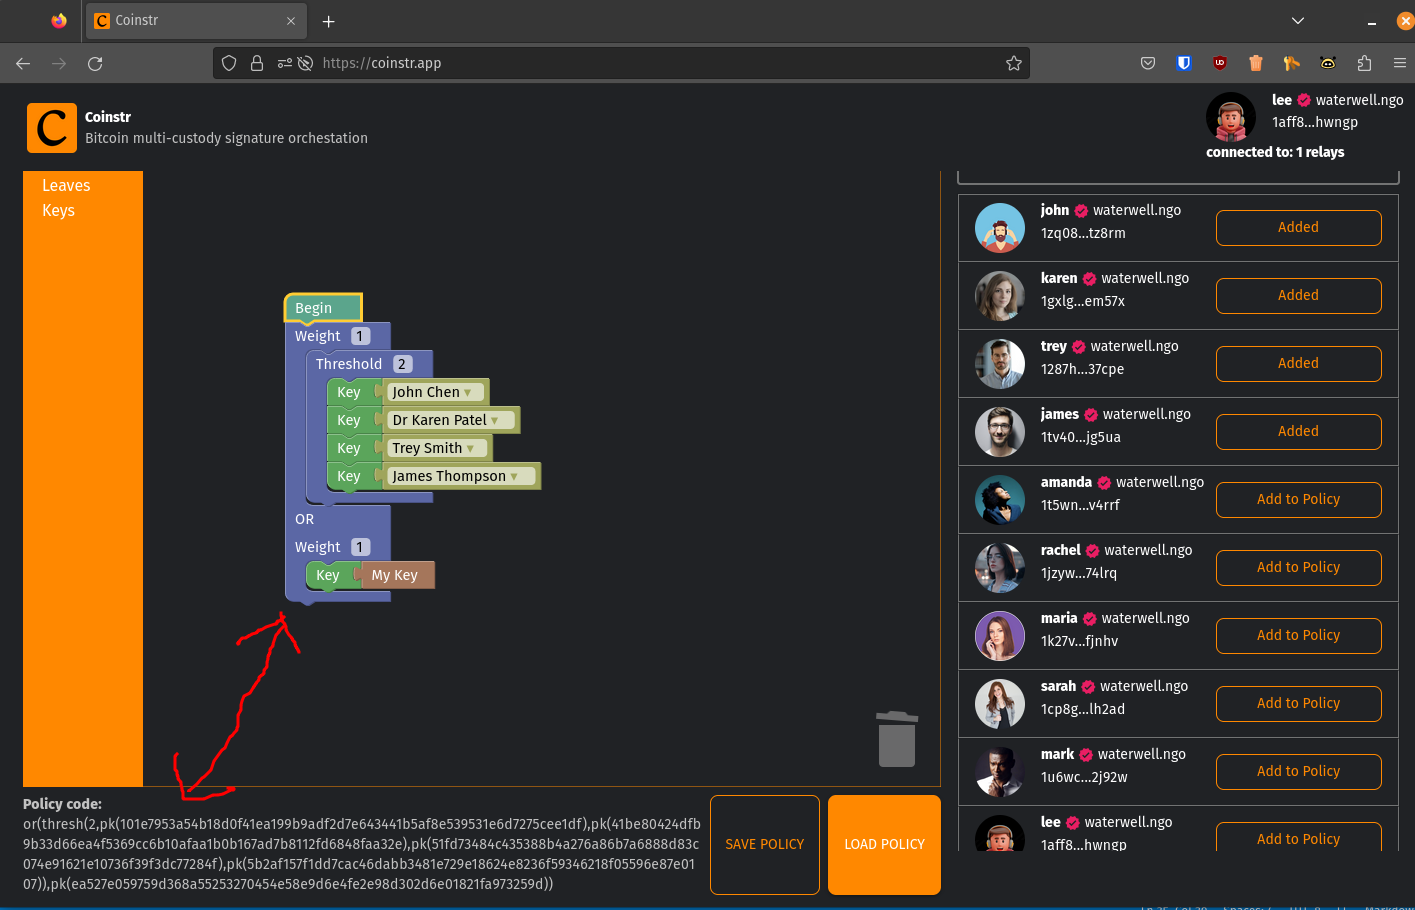 Coinstr
https://coinstr.app
C Coinstr
Bitcoin multi-custody signature orchestation
lee waterwell.ngo
1aff8...hwngp
connected to: 1 relays
Leaves
Keys
Begin
Weight 1
Threshold 2
Key John Chen
Key Dr Karen Patel
Key Trey Smith
Key James Thompson
OR
Weight 1
Key My Key
john waterwell.ngo
1zq08...tz8rm
Added
karen waterwell.ngo
1gxlg...em57x
Added
trey waterwell.ngo
1287h...37cpe
Added
james waterwell.ngo
1tv40...jg5ua
Added
amanda waterwell.ngo
1t5wn...v4rrf
Add to Policy
rachel waterwell.ngo
1jzyw...74lrq
Add to Policy
maria waterwell.ngo
1k27v...fjnhv
Add to Policy
sarah waterwell.ngo
1cp8g...lh2ad
Add to Policy
mark waterwell.ngo
1u6wc...2j92w
Add to Policy
lee waterwell.ngo
1aff8...hwngp
Add to Policy
Policy code:
or(thresh(2,pk(101e7953a54b18d0f41ea199b9adf2d7e643441b5af8e539531e6d7275cee1df),pk(41be80424dfb
9b33d66ea4f5369cc6b10afaa1b0b167ad7b8112fd6848faa32e),pk(51fd73484c435388b4a276a86b7a6888d83c
074e91621e10736f39f3dc77284f),pk(5b2af157f1dd7cac46dabb3481e729e18624e8236f59346218f05596e87e01
07)),pk(ea527e059759d368a55253270454e58e9d6e4fe2e98d302d6e01821fa973259d))
SAVE POLICY
LOAD POLICY